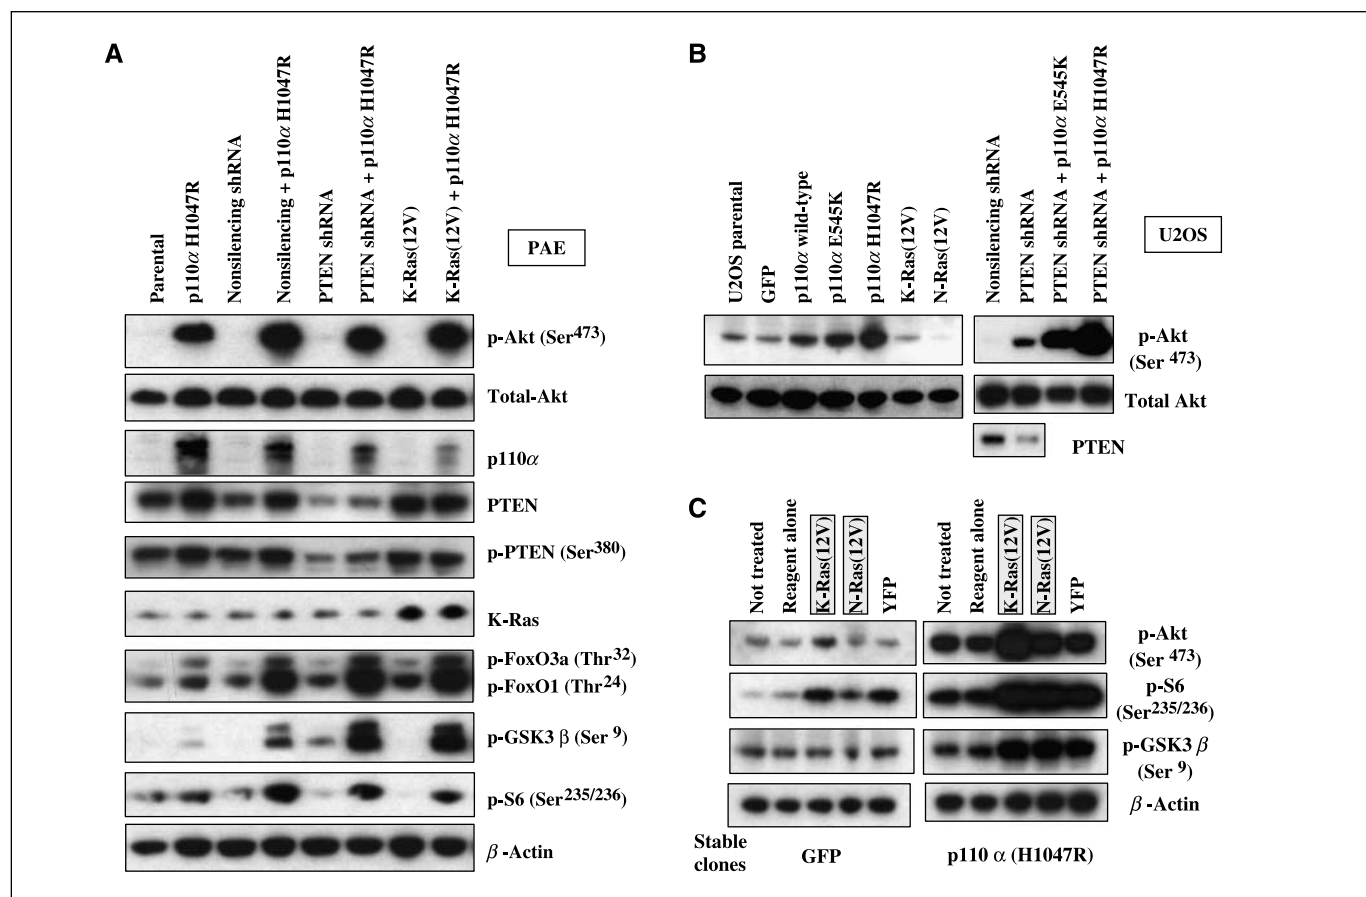 A
Parental
p110α H1047R
Nonsilencing shRNA
Nonsilencing + p110α H1047R
PTEN shRNA
PTEN shRNA + p110α H1047R
K-Ras(12V)
K-Ras(12V) + p110α H1047R
PAE
p-Akt (Ser473)
Total-Akt
p110α
PTEN
p-PTEN (Ser380)
K-Ras
p-FoxO3a (Thr32)
p-FoxO1 (Thr24)
p-GSK3 β (Ser 9)
p-S6 (Ser235/236)
β-Actin
B
U2OS parental
GFP
p110α wild-type
p110α E545K
p110α H1047R
K-Ras(12V)
N-Ras(12V)
Nonsilencing shRNA
PTEN shRNA
PTEN shRNA + p110α E545K
PTEN shRNA + p110α H1047R
U2OS
p-Akt
(Ser 473)
Total Akt
PTEN
C
Not treated
Reagent alone
K-Ras(12V)
N-Ras(12V)
YFP
Not treated
Reagent alone
K-Ras(12V)
N-Ras(12V)
YFP
p-Akt
(Ser 473)
p-S6
(Ser235/236)
p-GSK3 β
(Ser 9)
β-Actin
Stable
clones
GFP
p110 α (H1047R)